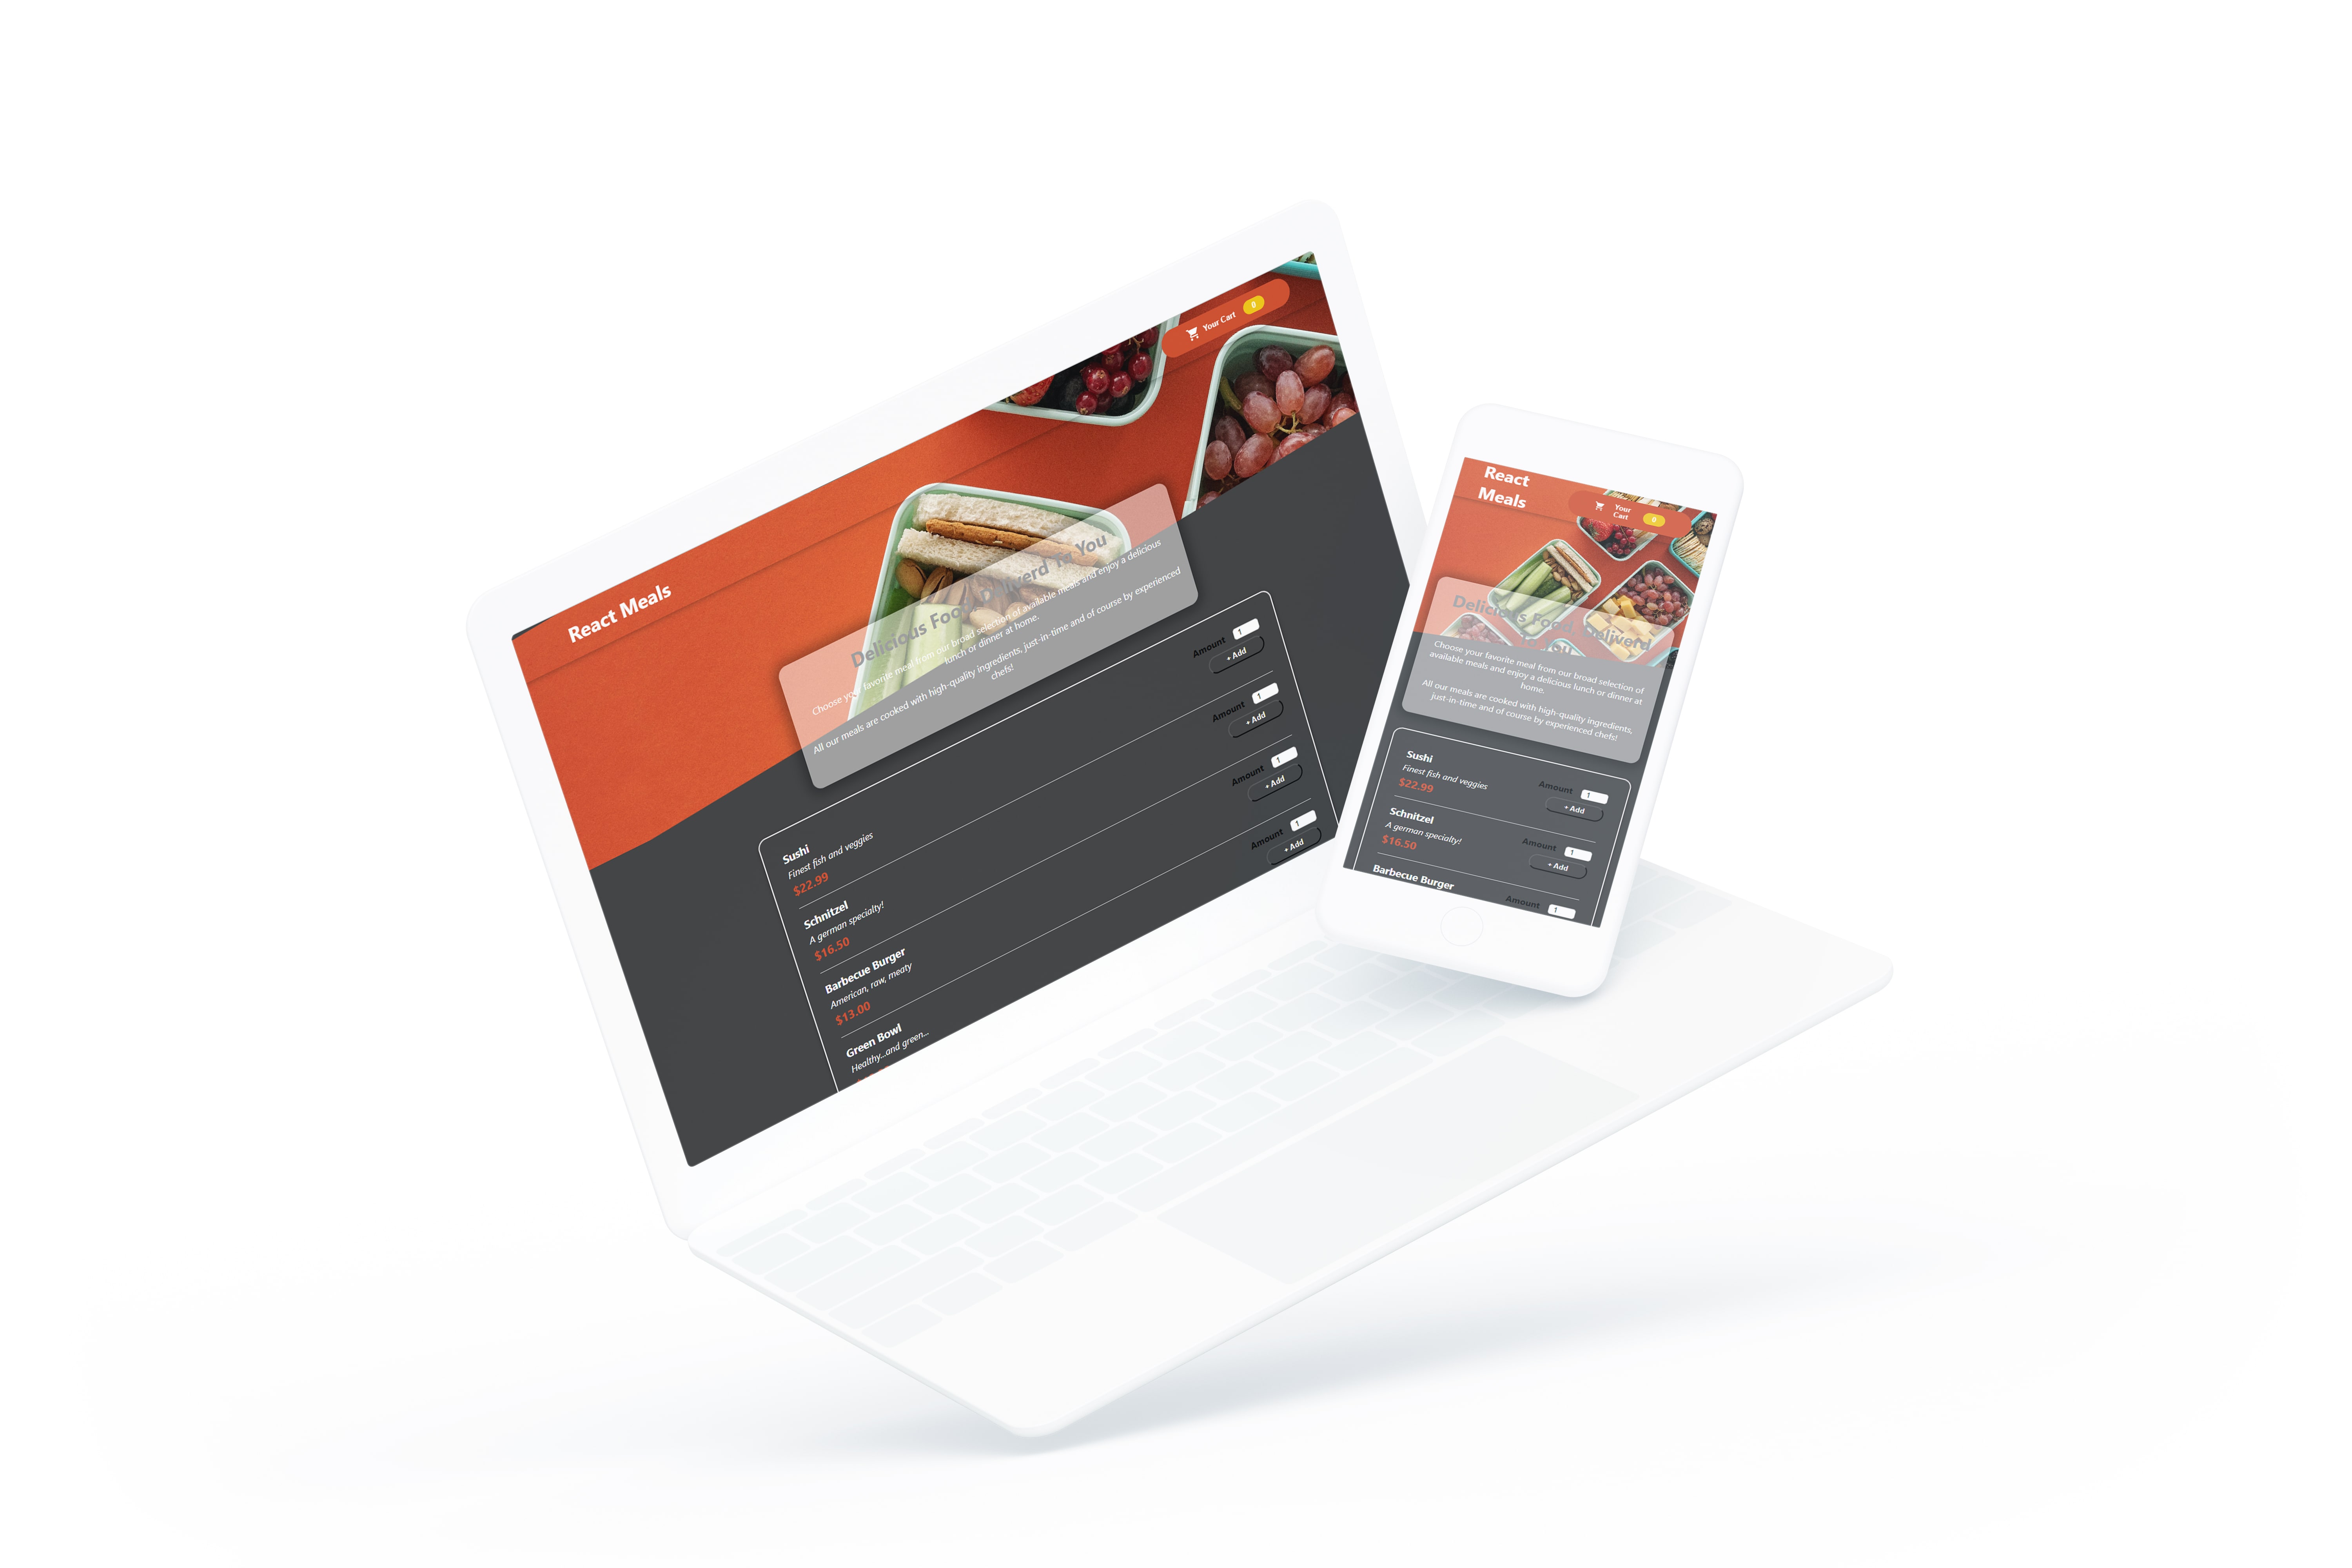 React Meals
Your Cart 0
Delicious Food, Deliverd To You
Choose your favorite meal from our broad selection of available meals and enjoy a delicious
lunch or dinner at home.
All our meals are cooked with high-quality ingredients, just-in-time and of course by experienced
chefs!
Sushi
Finest fish and veggies
$22.99
Amount 1
+ Add
Schnitzel
A german specialty!
$16.50
Amount 1
+ Add
Barbecue Burger
American, raw, meaty
$13.00
Amount 1
+ Add
Green Bowl
Healthy...and green...
Amount 1
+ Add
React
Meals
Your
Cart
0
Delicious Food, Deliverd
You
Choose your favorite meal from our broad selection of
available meals and enjoy a delicious lunch or dinner at
home.
All our meals are cooked with high-quality ingredients,
just-in-time and of course by experienced chefs!
Sushi
Finest fish and veggies
$22.99
Amount 1
+ Add
Schnitzel
A german specialty!
$16.50
Amount 1
+ Add
Barbecue Burger
Amount 1